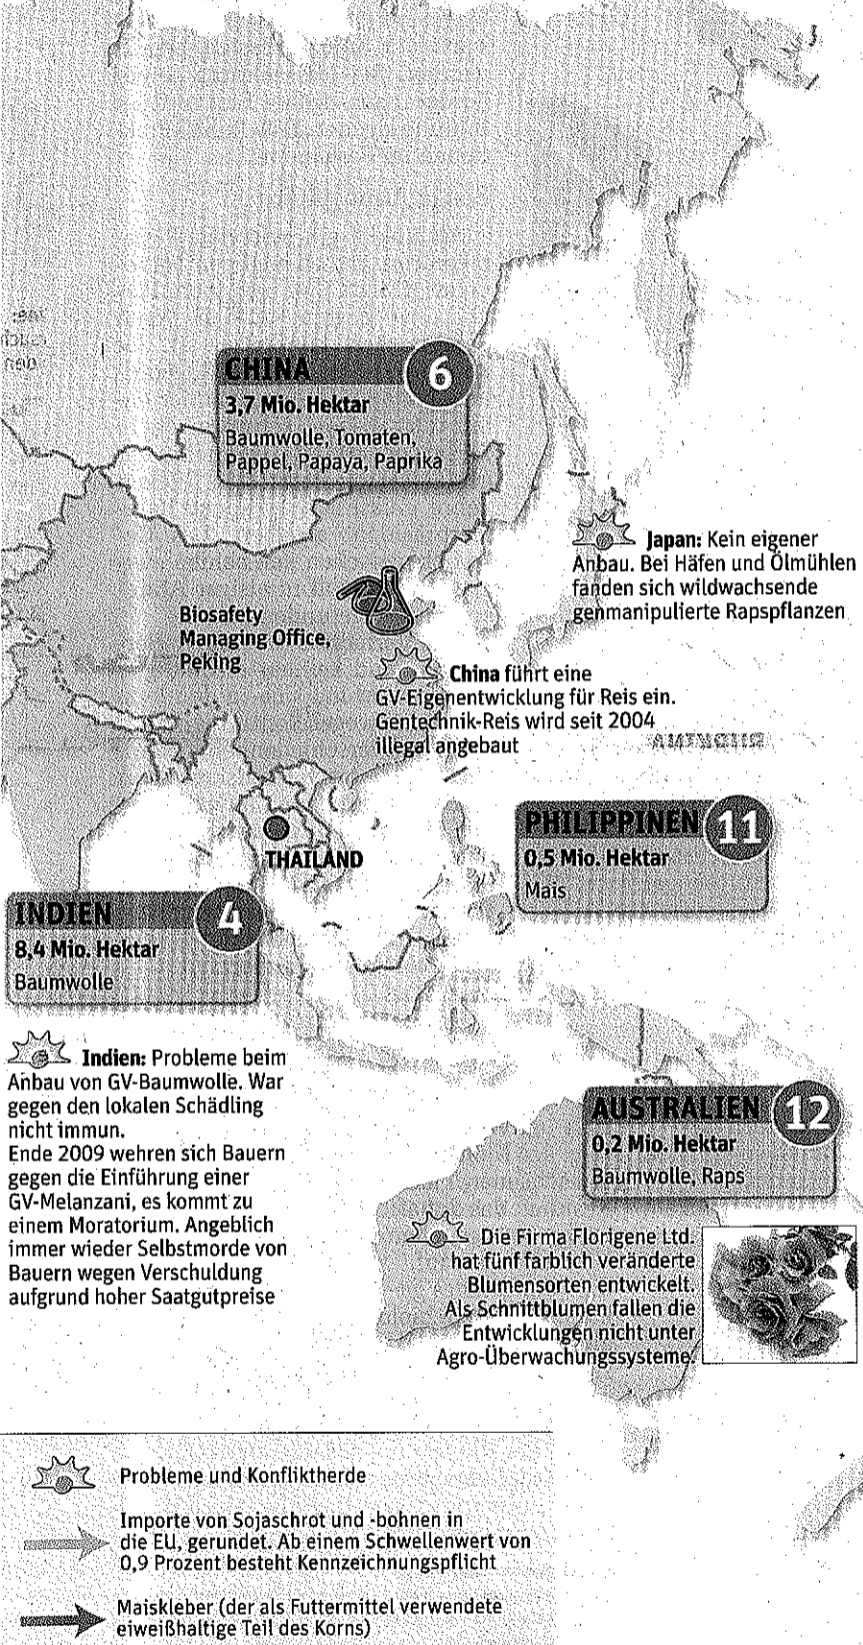 CHINA
6
3,7 Mio. Hektar
Baumwolle, Tomaten,
Pappel, Papaya, Paprika
Japan: Kein eigener
Anbau. Bei Häfen und Ölmühlen
fanden sich wildwachsende
genmanipulierte Rapspflanzen
Biosafety
Managing Office,
Peking
China führt eine
GV-Eigenentwicklung für Reis ein.
Gentechnik-Reis wird seit 2004
illegal angebaut
THAILAND
PHILIPPINEN
11
0,5 Mio. Hektar
Mais
INDIEN
4
8,4 Mio. Hektar
Baumwolle
Indien: Probleme beim
Anbau von GV-Baumwolle. War
gegen den lokalen Schädling
nicht immun.
Ende 2009 wehren sich Bauern
gegen die Einführung einer
GV-Melanzani, es kommt zu
einem Moratorium. Angeblich
immer wieder Selbstmorde von
Bauern wegen Verschuldung
aufgrund hoher Saatgutpreise
AUSTRALIEN
12
0,2 Mio. Hektar
Baumwolle, Raps
Die Firma Florigene Ltd.
hat fünf farblich veränderte
Blumensorten entwickelt.
Als Schnittblumen fallen die
Entwicklungen nicht unter
Agro-Überwachungssysteme.
Probleme und Konfliktherde
Importe von Sojaschrot und -bohnen in
die EU, gerundet. Ab einem Schwellenwert von
0,9 Prozent besteht Kennzeichnungspflicht
Maiskleber (der als Futtermittel verwendete
eiweißhaltige Teil des Korns)